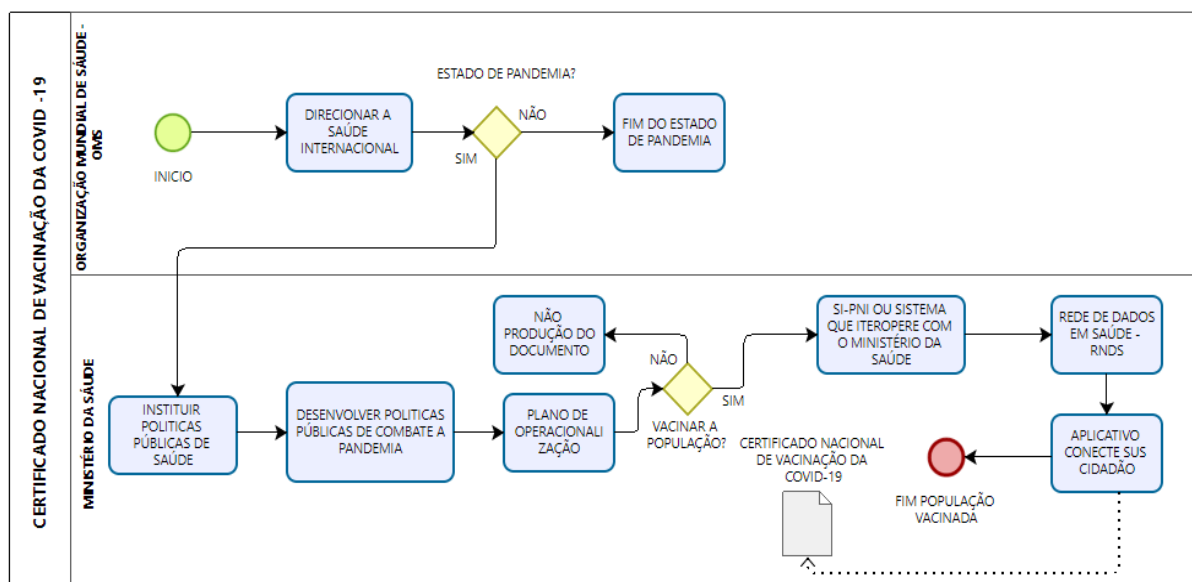 CERTIFICADO NACIONAL DE VACINAÇÃO DA COVID -19
ORGANIZAÇÃO MUNDIAL DE SÁUDE -
OMS
INICIO
DIRECIONAR A
SAÚDE
INTERNACIONAL
ESTADO DE PANDEMIA?
NÃO
SIM
FIM DO ESTADO
DE PANDEMIA
MINISTÉRIO DA SAÚDE
INSTITUIR
POLITICAS
PÚBLICAS DE
SAÚDE
DESENVOLVER POLITICAS
PÚBLICAS DE COMBATE A
PANDEMIA
PLANO DE
OPERACIONALI
ZAÇÃO
NÃO
PRODUÇÃO DO
DOCUMENTO
NÃO
SIM
VACINAR A
POPULAÇÃO?
SI-PNI OU SISTEMA
QUE ITEROPERE COM
O MINISTÉRIO DA
SAÚDE
REDE DE DADOS
EM SAÚDE -
RNDS
APLICATIVO
CONECTE SUS
CIDADÃO
FIM POPULAÇÃO
VACINADA
CERTIFICADO NACIONAL
DE VACINAÇÃO DA
COVID-19